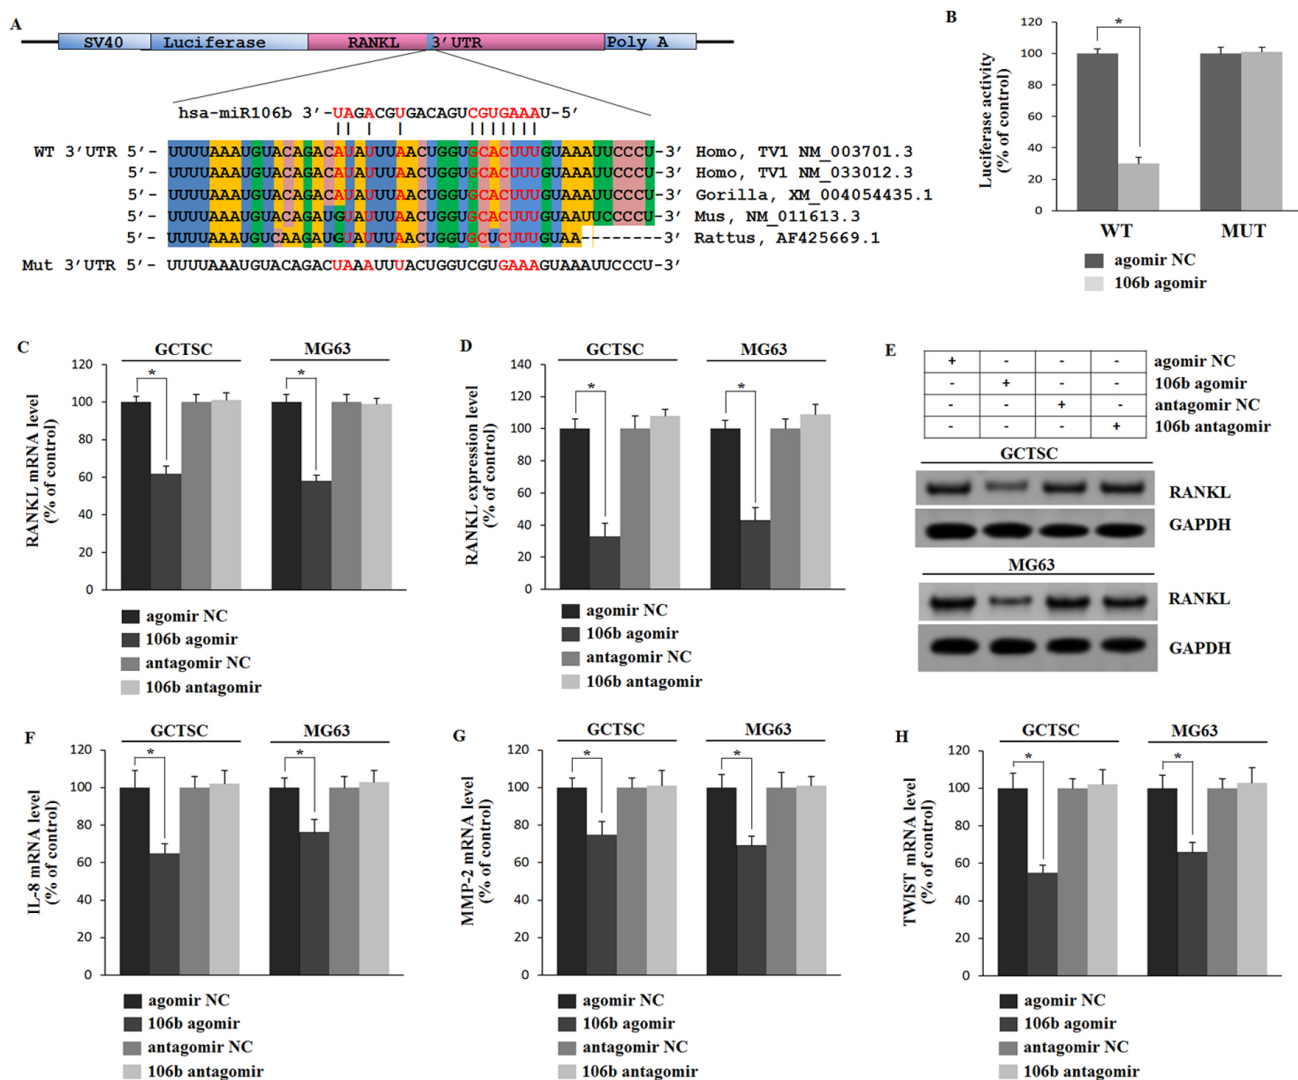 A
SV40 Luciferase RANKL 3'UTR Poly A
hsa-miR106b 3'-UAGACGUGACAGUCGUGAAAU-5'
WT 3'UTR 5'- UUUUAAAUGUACAGACAUAUUUAACUGGUGCACUUUGUAAAUUCCCU-3' Homo, TV1 NM_003701.3
UUUUAAAUGUACAGACAUAUUUAACUGGUGCACUUUGUAAAUUCCCU-3' Homo, TV1 NM_033012.3
UUUUAAAUGUACAGACAUAUUUAACUGGUGCACUUUGUAAAUUCCCU-3' Gorilla, XM_004054435.1
UUUUAAAUGUACAGAUGUAUUUAACUGGUGCACUUUGUAAUUCCCCU-3' Mus, NM_011613.3
UUUUAAAUGUCAAGAUGUAUUUAACUGGUGCUCUUUGUAA--------3' Rattus, AF425669.1
Mut 3'UTR 5'- UUUUAAAUGUACAGACUAAAUUUACUGGUCGUGAAAGUAAAUUCCCU-3'
B
Luciferase activity
(% of control)
120
100
80
60
40
20
0
*
WT MUT
agomir NC
106b agomir
C
GCTSC MG63
RANKL mRNA level
(% of control)
120
100
80
60
40
20
0
* *
agomir NC
106b agomir
antagomir NC
106b antagomir
D
GCTSC MG63
RANKL expression level
(% of control)
140
120
100
80
60
40
20
0
* *
agomir NC
106b agomir
antagomir NC
106b antagomir
E
+ - - - agomir NC
- + - - 106b agomir
- - + - antagomir NC
- - - + 106b antagomir
GCTSC
RANKL
GAPDH
MG63
RANKL
GAPDH
F
GCTSC MG63
IL-8 mRNA level
(% of control)
120
100
80
60
40
20
0
* *
agomir NC
106b agomir
antagomir NC
106b antagomir
G
GCTSC MG63
MMP-2 mRNA level
(% of control)
120
100
80
60
40
20
0
* *
agomir NC
106b agomir
antagomir NC
106b antagomir
H
GCTSC MG63
TWIST mRNA level
(% of control)
120
100
80
60
40
20
0
* *
agomir NC
106b agomir
antagomir NC
106b antagomir